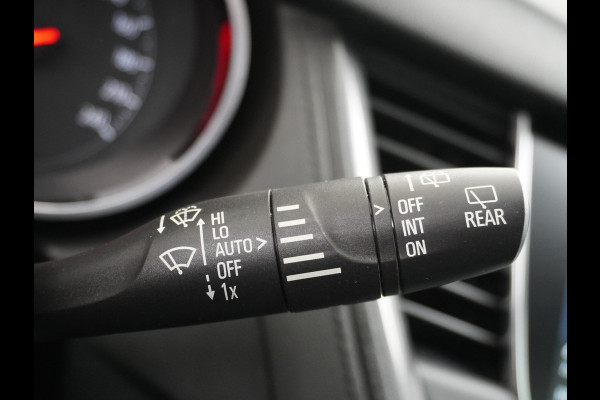 HI
LO
AUTO >
OFF
1x
>
OFF
INT
ON
REAR